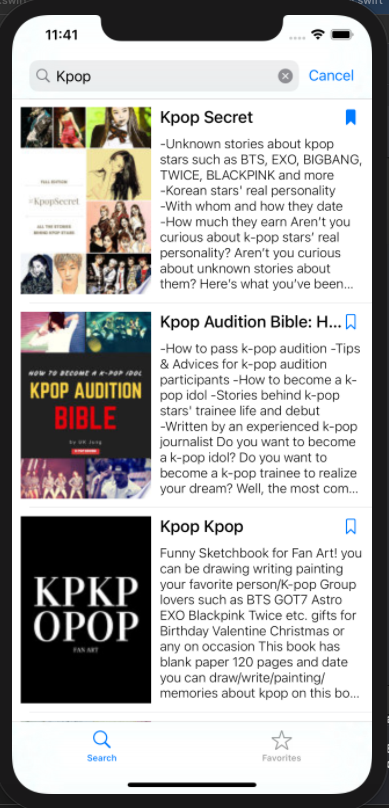 swift
swift
11:41
Kpop
Cancel
Kpop Secret
-Unknown stories about kpop
stars such as BTS, EXO, BIGBANG,
TWICE, BLACKPINK and more
-Korean stars' real personality
-With whom and how they date
-How much they earn Aren't you
curious about k-pop stars' real
personality? Aren't you curious
about unknown stories about
them? Here's what you've been...
FULL EDITION
#KpopSecret
ALL THE STORIES
BEHIND KPOP STARS
Kpop Audition Bible: H...
-How to pass k-pop audition -Tips
& Advices for k-pop audition
participants -How to become a k-
pop idol -Stories behind k-pop
stars' trainee life and debut
-Written by an experienced k-pop
journalist Do you want to become
a k-pop idol? Do you want to
become a k-pop trainee to realize
your dream? Well, the most com...
HOW TO BECOME A K-POP IDOL
KPOP AUDITION
BIBLE
by UK Jung
Kpop Kpop
Funny Sketchbook for Fan Art! you
can be drawing writing painting
your favorite person/K-pop Group
lovers such as BTS GOT7 Astro
EXO Blackpink Twice etc. gifts for
Birthday Valentine Christmas or
any on occasion This book has
blank paper 120 pages and date
you can draw/write/painting/
memories about kpop on this bo...
KPKP
OPOP
FAN ART
Search
Favorites